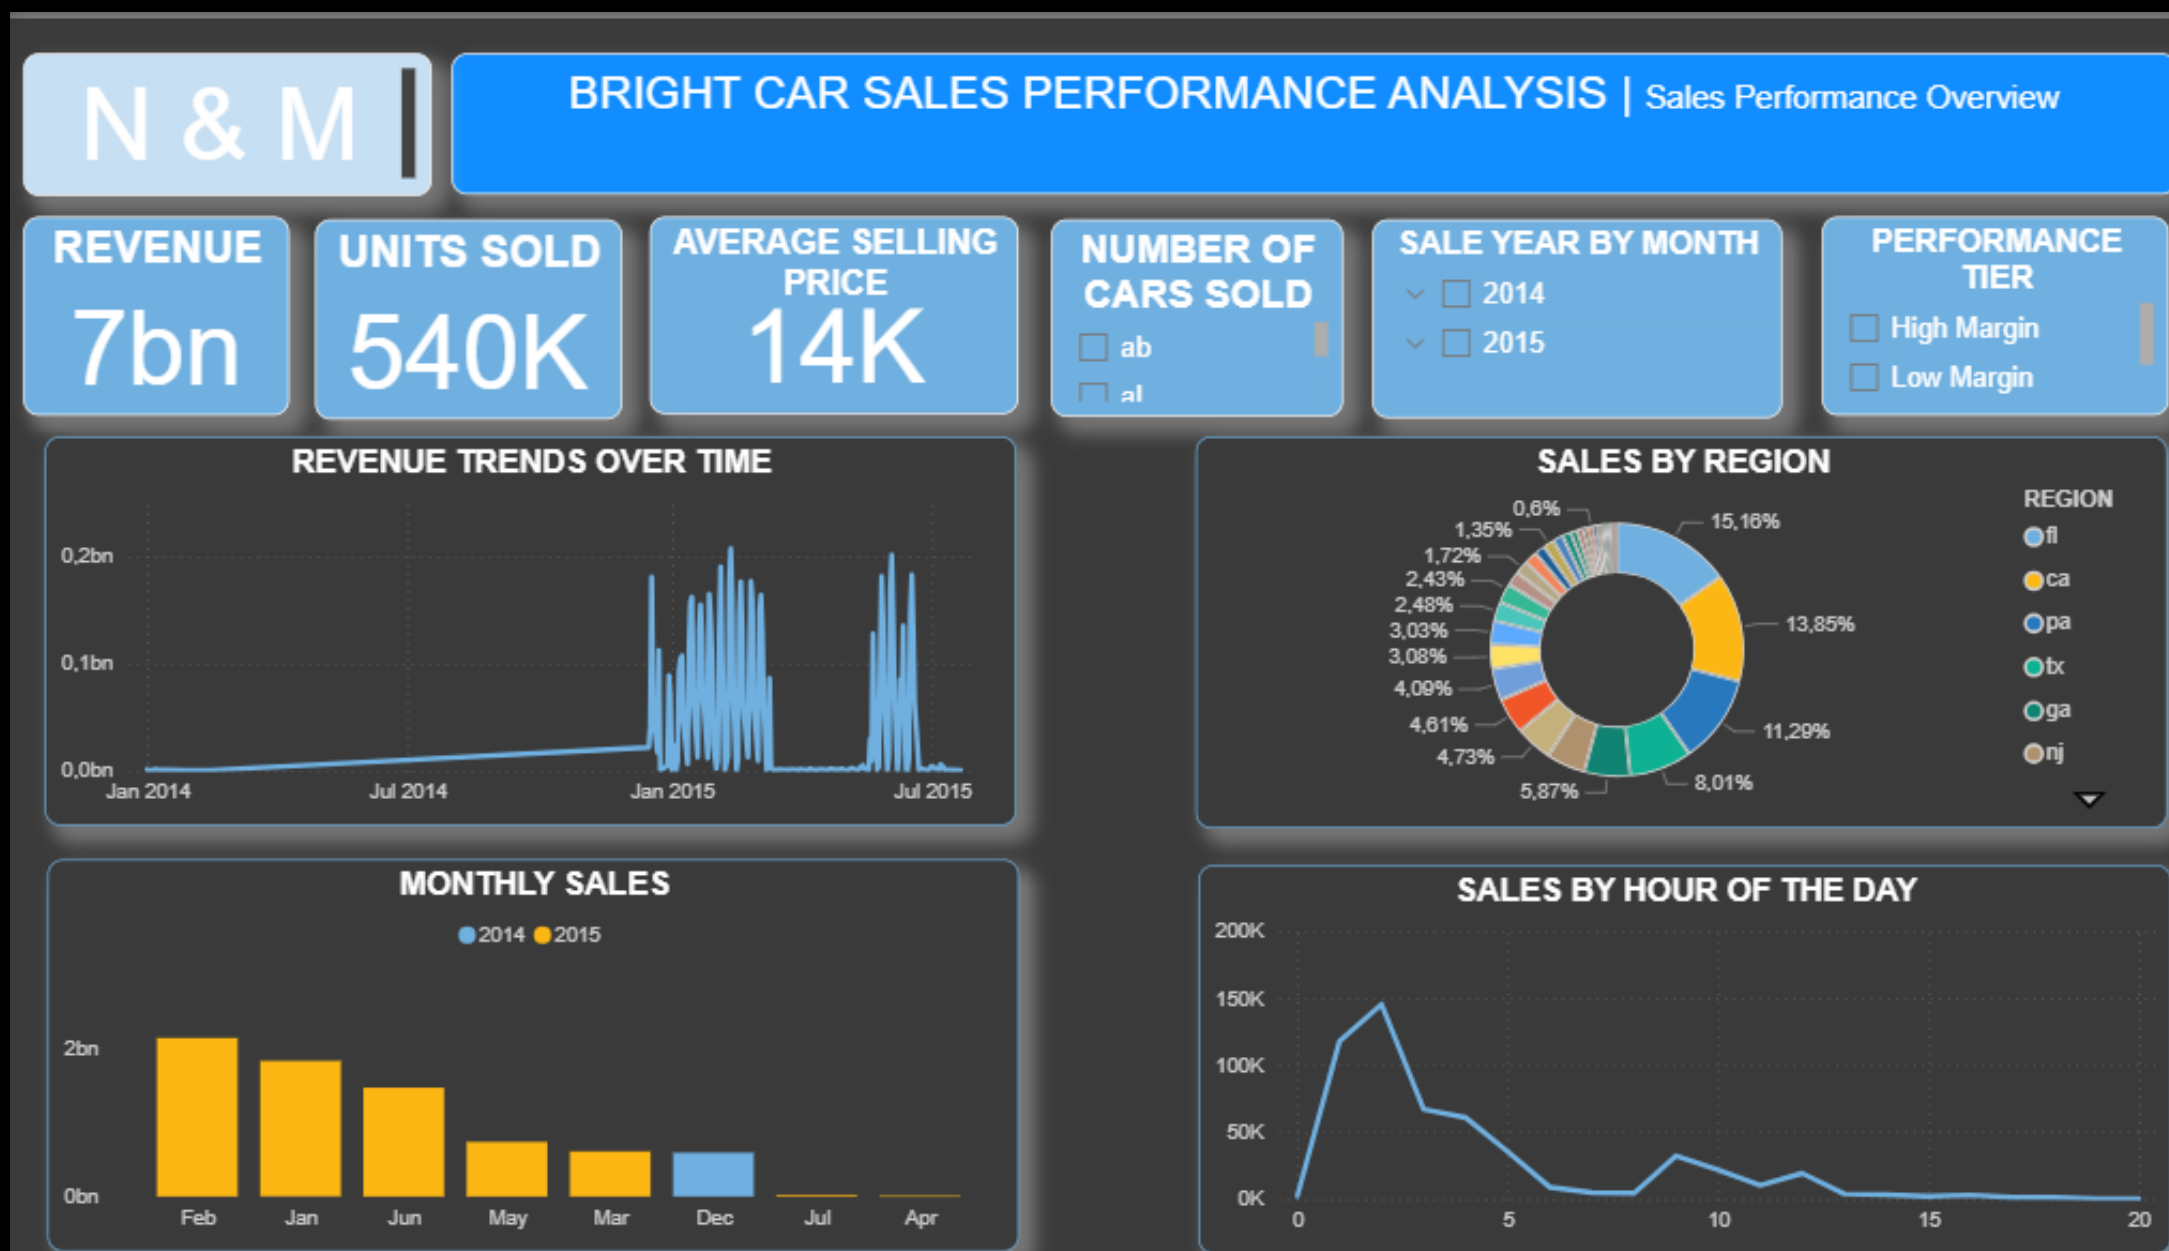 N & M
BRIGHT CAR SALES PERFORMANCE ANALYSIS | Sales Performance Overview
REVENUE
7bn
UNITS SOLD
540K
AVERAGE SELLING
PRICE
14K
NUMBER OF
CARS SOLD
ab
al
SALE YEAR BY MONTH
2014
2015
PERFORMANCE
TIER
High Margin
Low Margin
REVENUE TRENDS OVER TIME
0,2bn
0,1bn
0,0bn
Jan 2014
Jul 2014
Jan 2015
Jul 2015
SALES BY REGION
0,6%
1,35%
1,72%
2,43%
2,48%
3,03%
3,08%
4,09%
4,61%
4,73%
5,87%
8,01%
11,29%
13,85%
15,16%
REGION
fl
ca
pa
tx
ga
nj
MONTHLY SALES
2014 2015
2bn
0bn
Feb
Jan
Jun
May
Mar
Dec
Jul
Apr
SALES BY HOUR OF THE DAY
200K
150K
100K
50K
0K
0
5
10
15
20